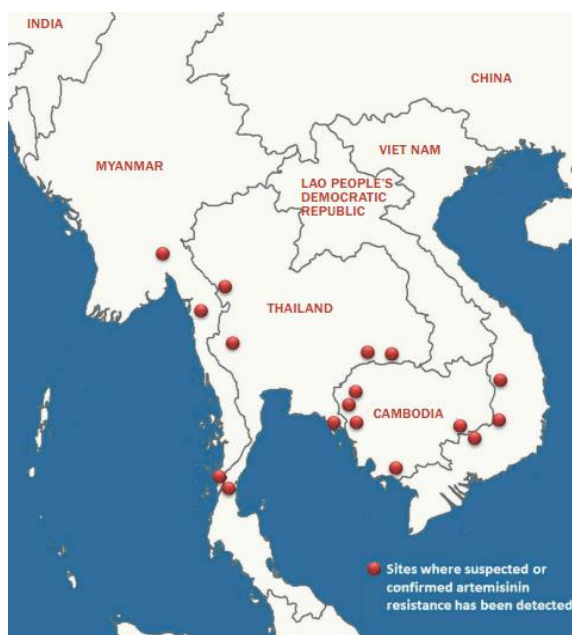 INDIA
CHINA
VIET NAM
MYANMAR
LAO PEOPLE'S
DEMOCRATIC
REPUBLIC
THAILAND
CAMBODIA
Sites where suspected or
confirmed artemisinin
resistance has been detected